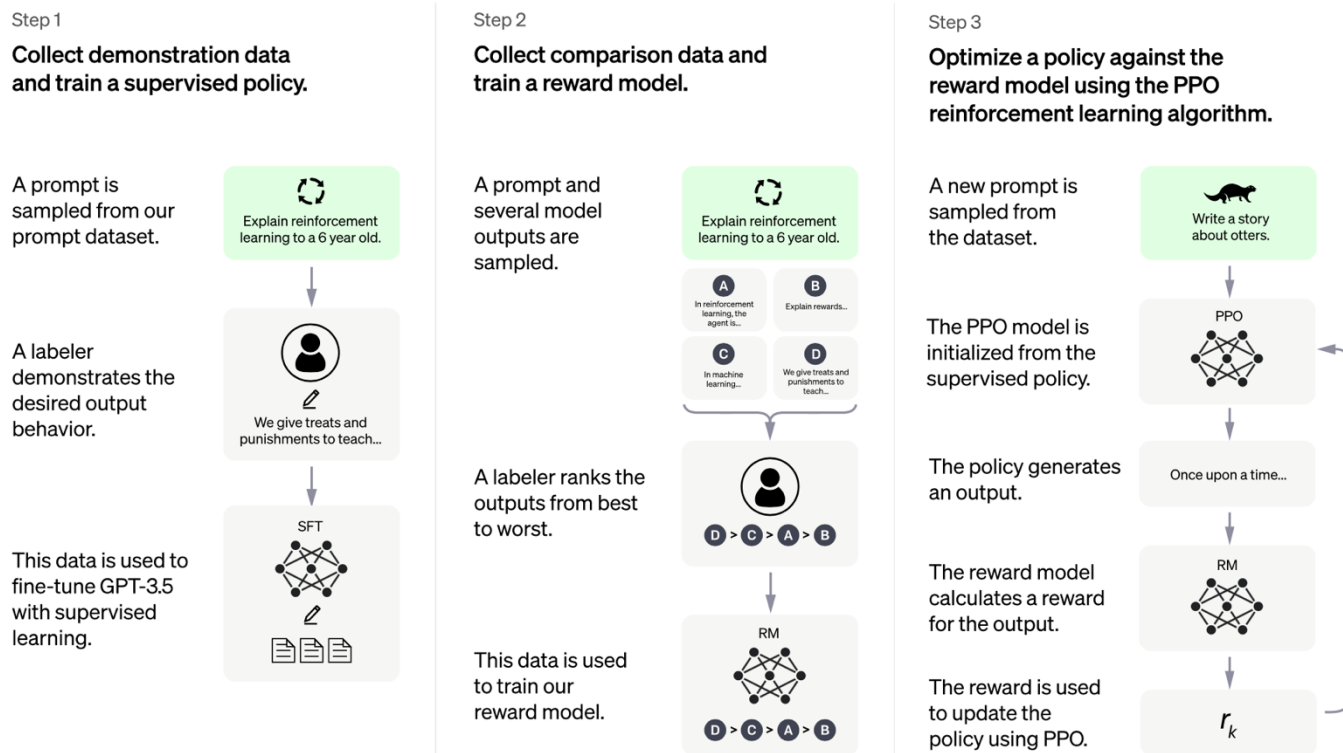 Step 1
Collect demonstration data
and train a supervised policy.
A prompt is
sampled from our
prompt dataset.
Explain reinforcement
learning to a 6 year old.
A labeler
demonstrates the
desired output
behavior.
We give treats and
punishments to teach...
This data is used to
fine-tune GPT-3.5
with supervised
learning.
SFT
Step 2
Collect comparison data and
train a reward model.
A prompt and
several model
outputs are
sampled.
Explain reinforcement
learning to a 6 year old.
A
In reinforcement
learning, the
agent is...
B
Explain rewards...
C
In machine
learning...
D
We give treats and
punishments to
teach...
A labeler ranks the
outputs from best
to worst.
D > C > A > B
This data is used
to train our
reward model.
RM
D > C > A > B
Step 3
Optimize a policy against the
reward model using the PPO
reinforcement learning algorithm.
A new prompt is
sampled from
the dataset.
Write a story
about otters.
The PPO model is
initialized from the
supervised policy.
PPO
The policy generates
an output.
Once upon a time...
The reward model
calculates a reward
for the output.
RM
The reward is used
to update the
policy using PPO.
rₖ